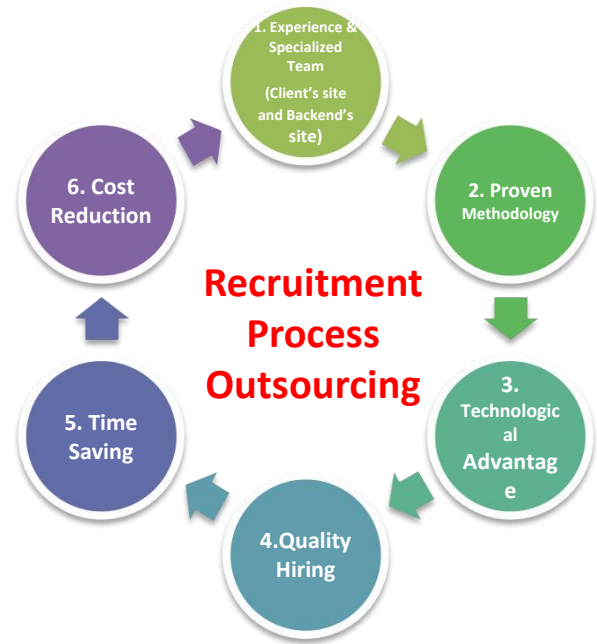 1. Experience &
Specialized
Team
(Client's site
and Backend's
site)
2. Proven
Methodology
3.
Technologic
al
Advantag
e
4.Quality
Hiring
5. Time
Saving
6. Cost
Reduction
Recruitment
Process
Outsourcing